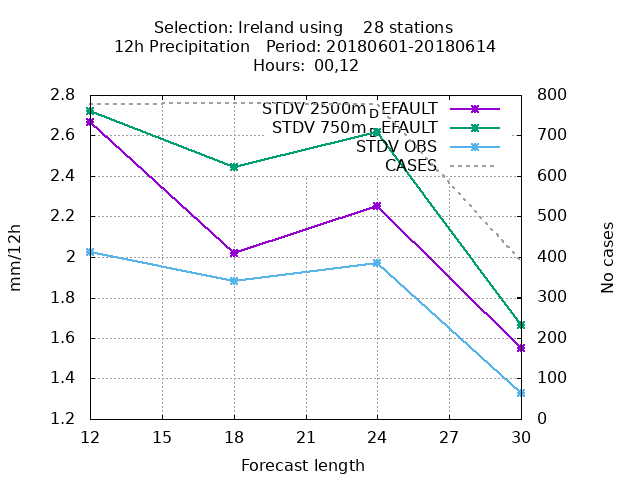 Selection: Ireland using 28 stations
12h Precipitation Period: 20180601-20180614
Hours: 00,12
STDV 2500m_DEFAULT
STDV 750m_DEFAULT
STDV OBS
CASES
2.8
2.6
2.4
2.2
2
1.8
1.6
1.4
1.2
mm/12h
800
700
600
500
400
300
200
100
0
No cases
12 15 18 21 24 27 30
Forecast length